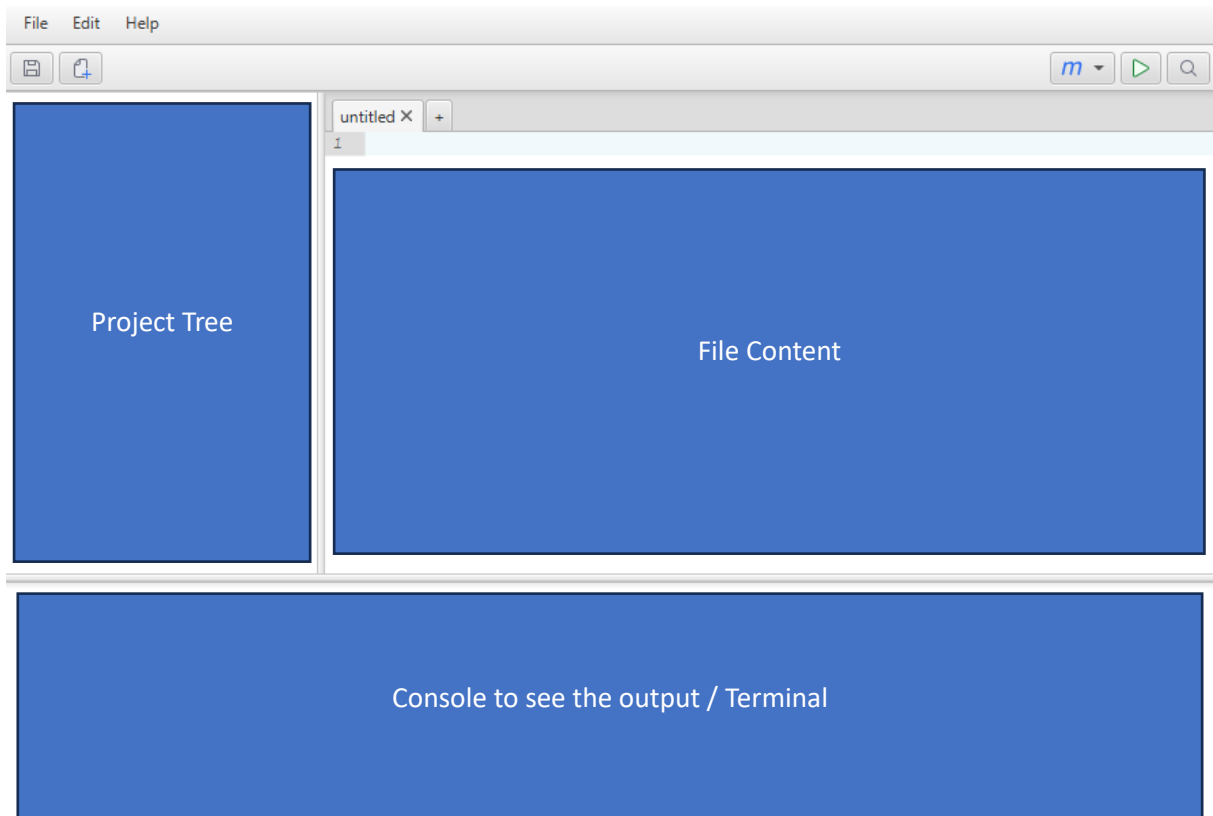 File Edit Help
m
untitled +
1
Project Tree
File Content
Console to see the output / Terminal